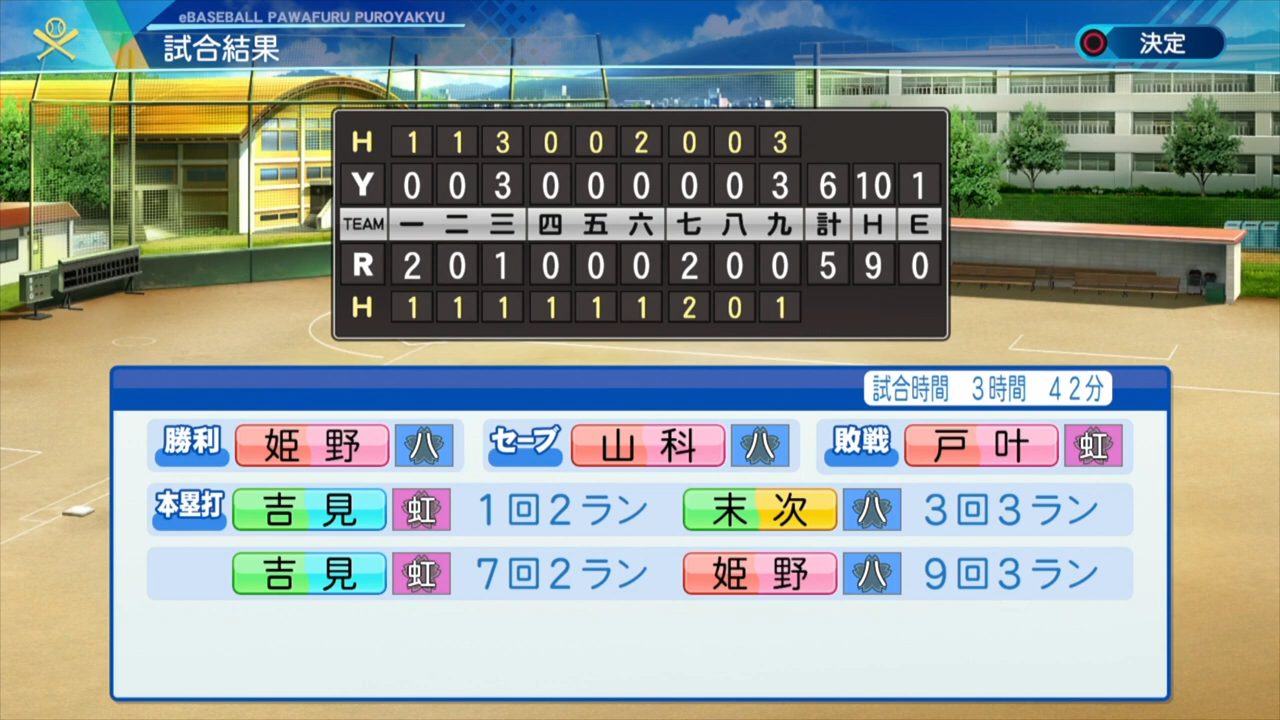 eBASEBALL PAWAFURU PUROYAKYU
試合結果
決定
H 1 1 3 0 0 2 0 0 3
Y 0 0 3 0 0 0 0 0 3 6 10 1
TEAM 一 二 三 四 五 六 七 八 九 計 H E
R 2 0 1 0 0 0 2 0 0 5 9 0
H 1 1 1 1 1 1 2 0 1
試合時間 3時間 42分
勝利 姫野 八 セーブ 山科 八 敗戦 戸叶 虹
本塁打 吉見 虹 1回2ラン 末次 八 3回3ラン
吉見 虹 7回2ラン 姫野 八 9回3ラン